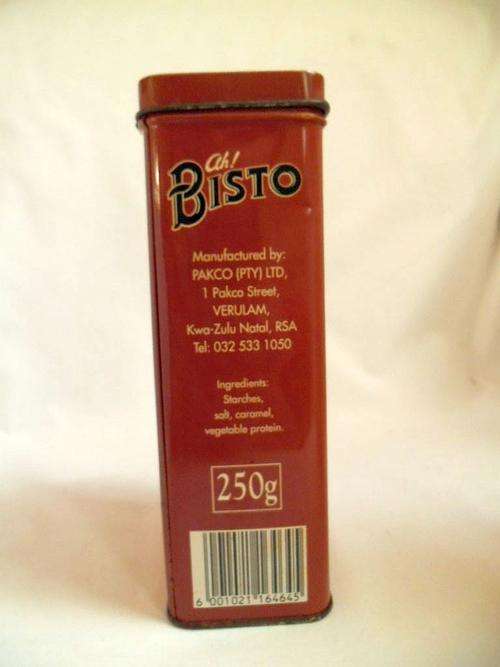 Ah!
BISTO
Manufactured by:
PAKCO (PTY) LTD,
1 Pakco Street,
VERULAM,
Kwa-Zulu Natal, RSA
Tel: 032 533 1050
Ingredients:
Starches,
salt, caramel,
vegetable protein.
250g
6 001021 164645